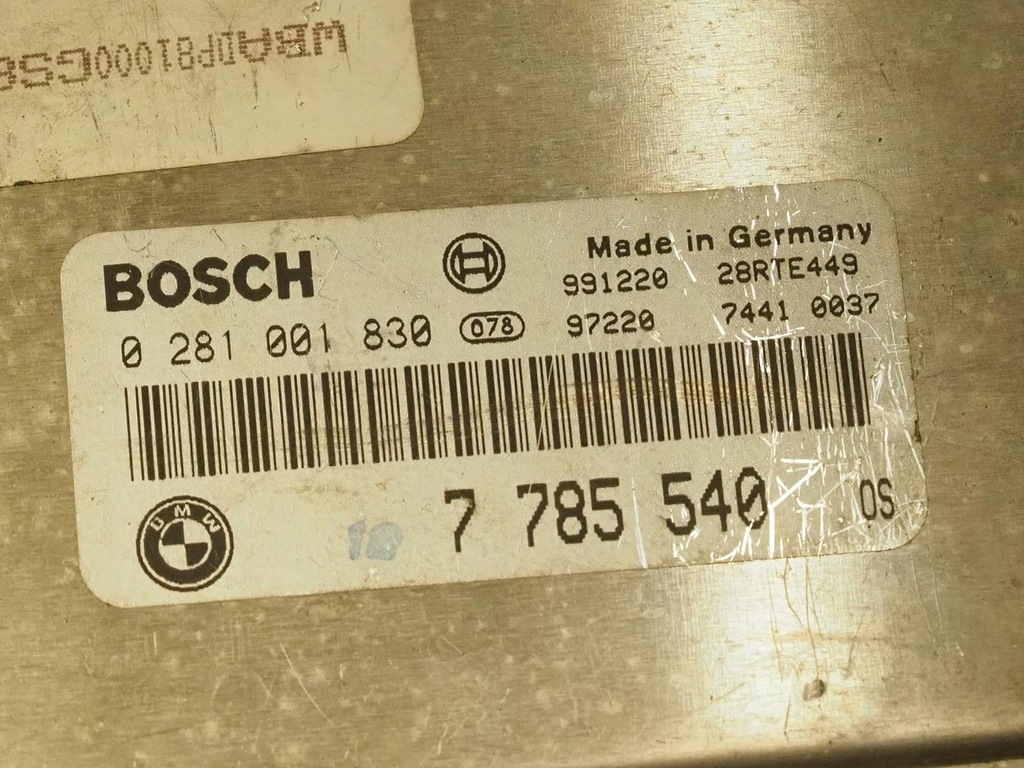 WBADP81000GS8
BOSCH
Made in Germany
991220 28RTE449
0 281 001 830 078 97220 7441 0037
BMW
7 785 540 OS